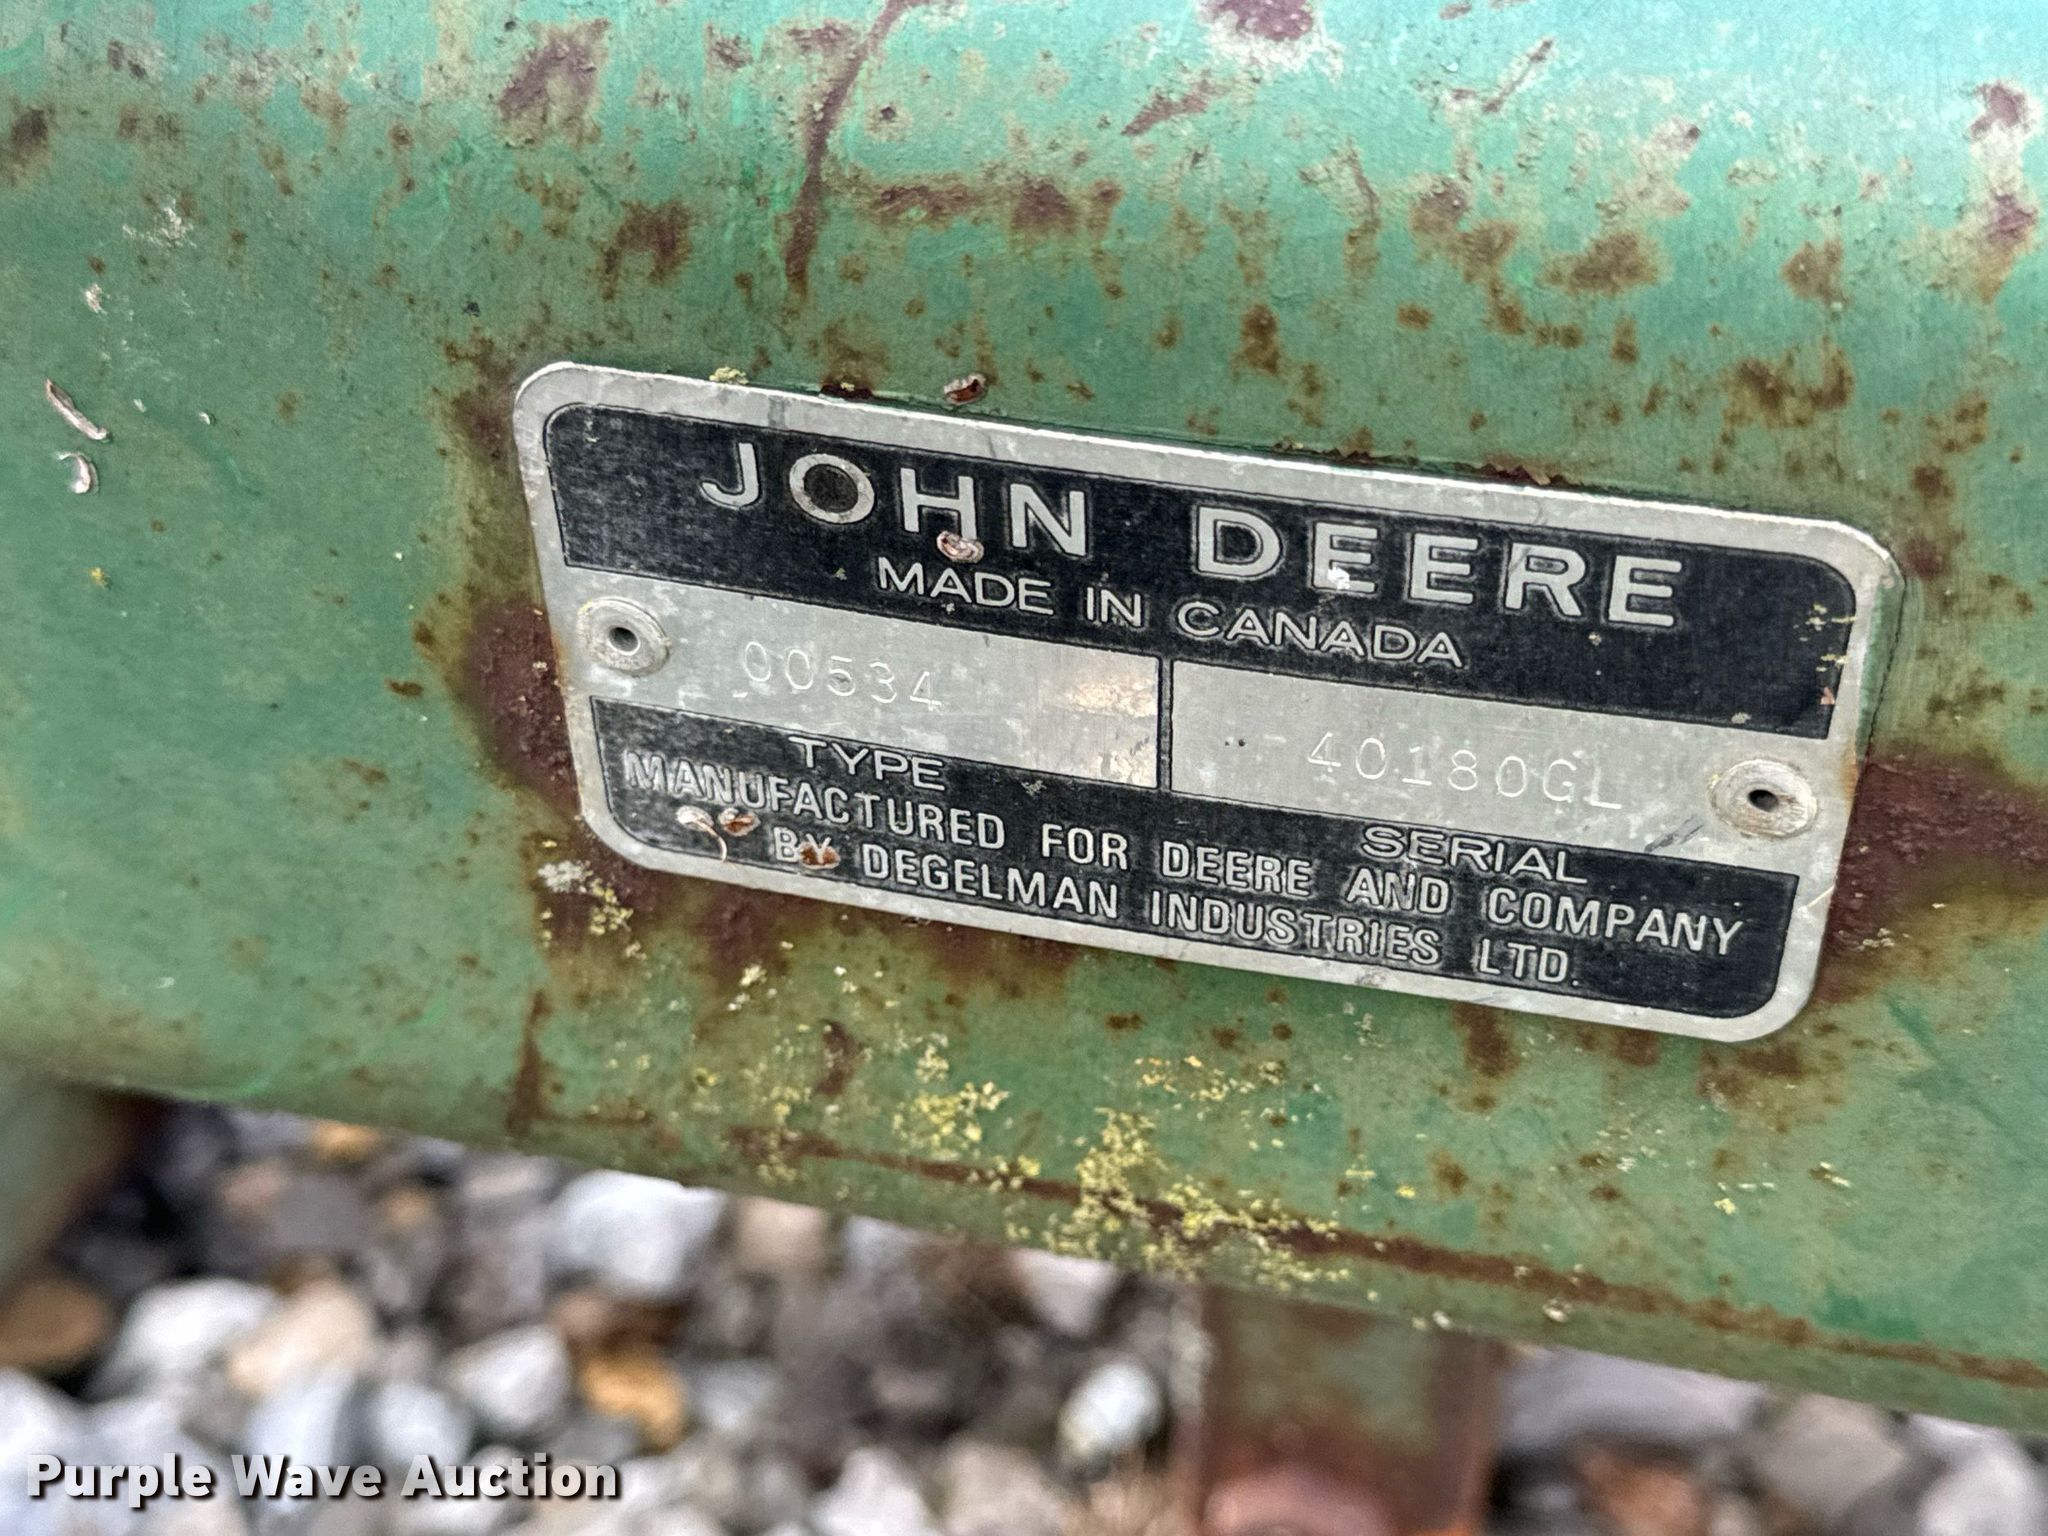 JOHN DEERE
MADE IN CANADA
00534
40180GL
TYPE
SERIAL
MANUFACTURED FOR DEERE AND COMPANY
BY DEGELMAN INDUSTRIES LTD.
Purple Wave Auction